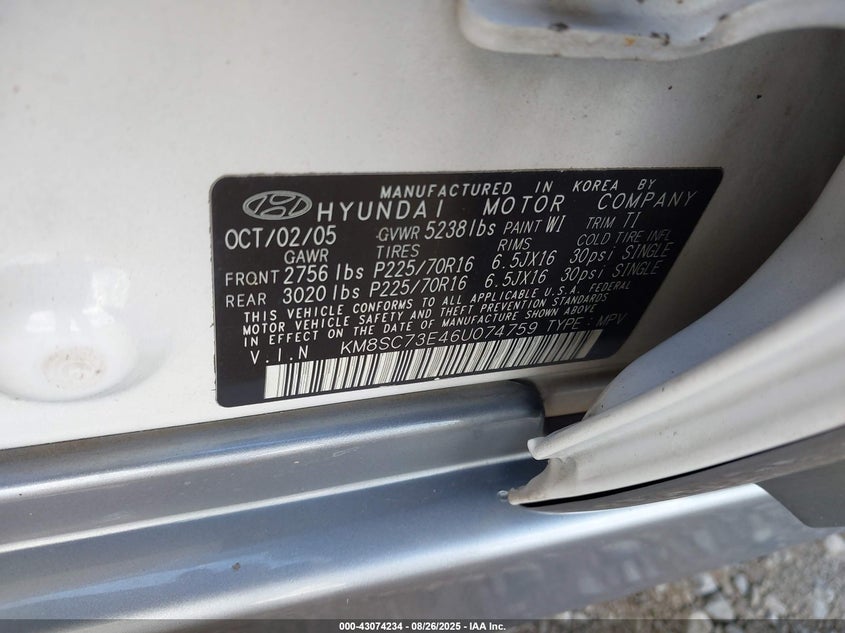 MANUFACTURED IN KOREA BY
HYUNDAI MOTOR COMPANY
OCT/02/05 GVWR 5238 lbs PAINT WI TRIM TI
GAWR TIRES RIMS COLD TIRE INFL
FRONT 2756 lbs P225/70R16 6.5JX16 30psi SINGLE
REAR 3020 lbs P225/70R16 6.5JX16 30psi SINGLE
THIS VEHICLE CONFORMS TO ALL APPLICABLE U.S.A. FEDERAL
MOTOR VEHICLE SAFETY AND THEFT PREVENTION STANDARDS
IN EFFECT ON THE DATE OF MANUFACTURE SHOWN ABOVE
V.I.N KM8SC73E46U074759 TYPE : MPV
000-43074234 - 08/26/2025 - IAA Inc.